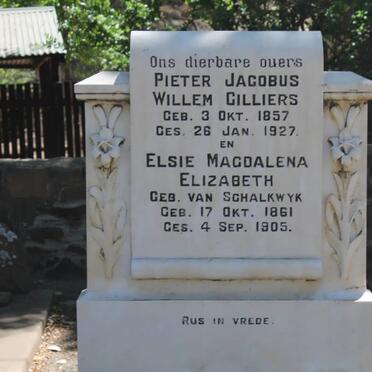 Ons dierbare ouers
Pieter Jacobus
Willem Cilliers
Geb. 3 Okt. 1857
Ges. 26 Jan. 1927.
en
Elsie Magdalena
Elizabeth
Geb. van Schalkwyk
Geb. 17 Okt. 1861
Ges. 4 Sep. 1905.
Rus in vrede.